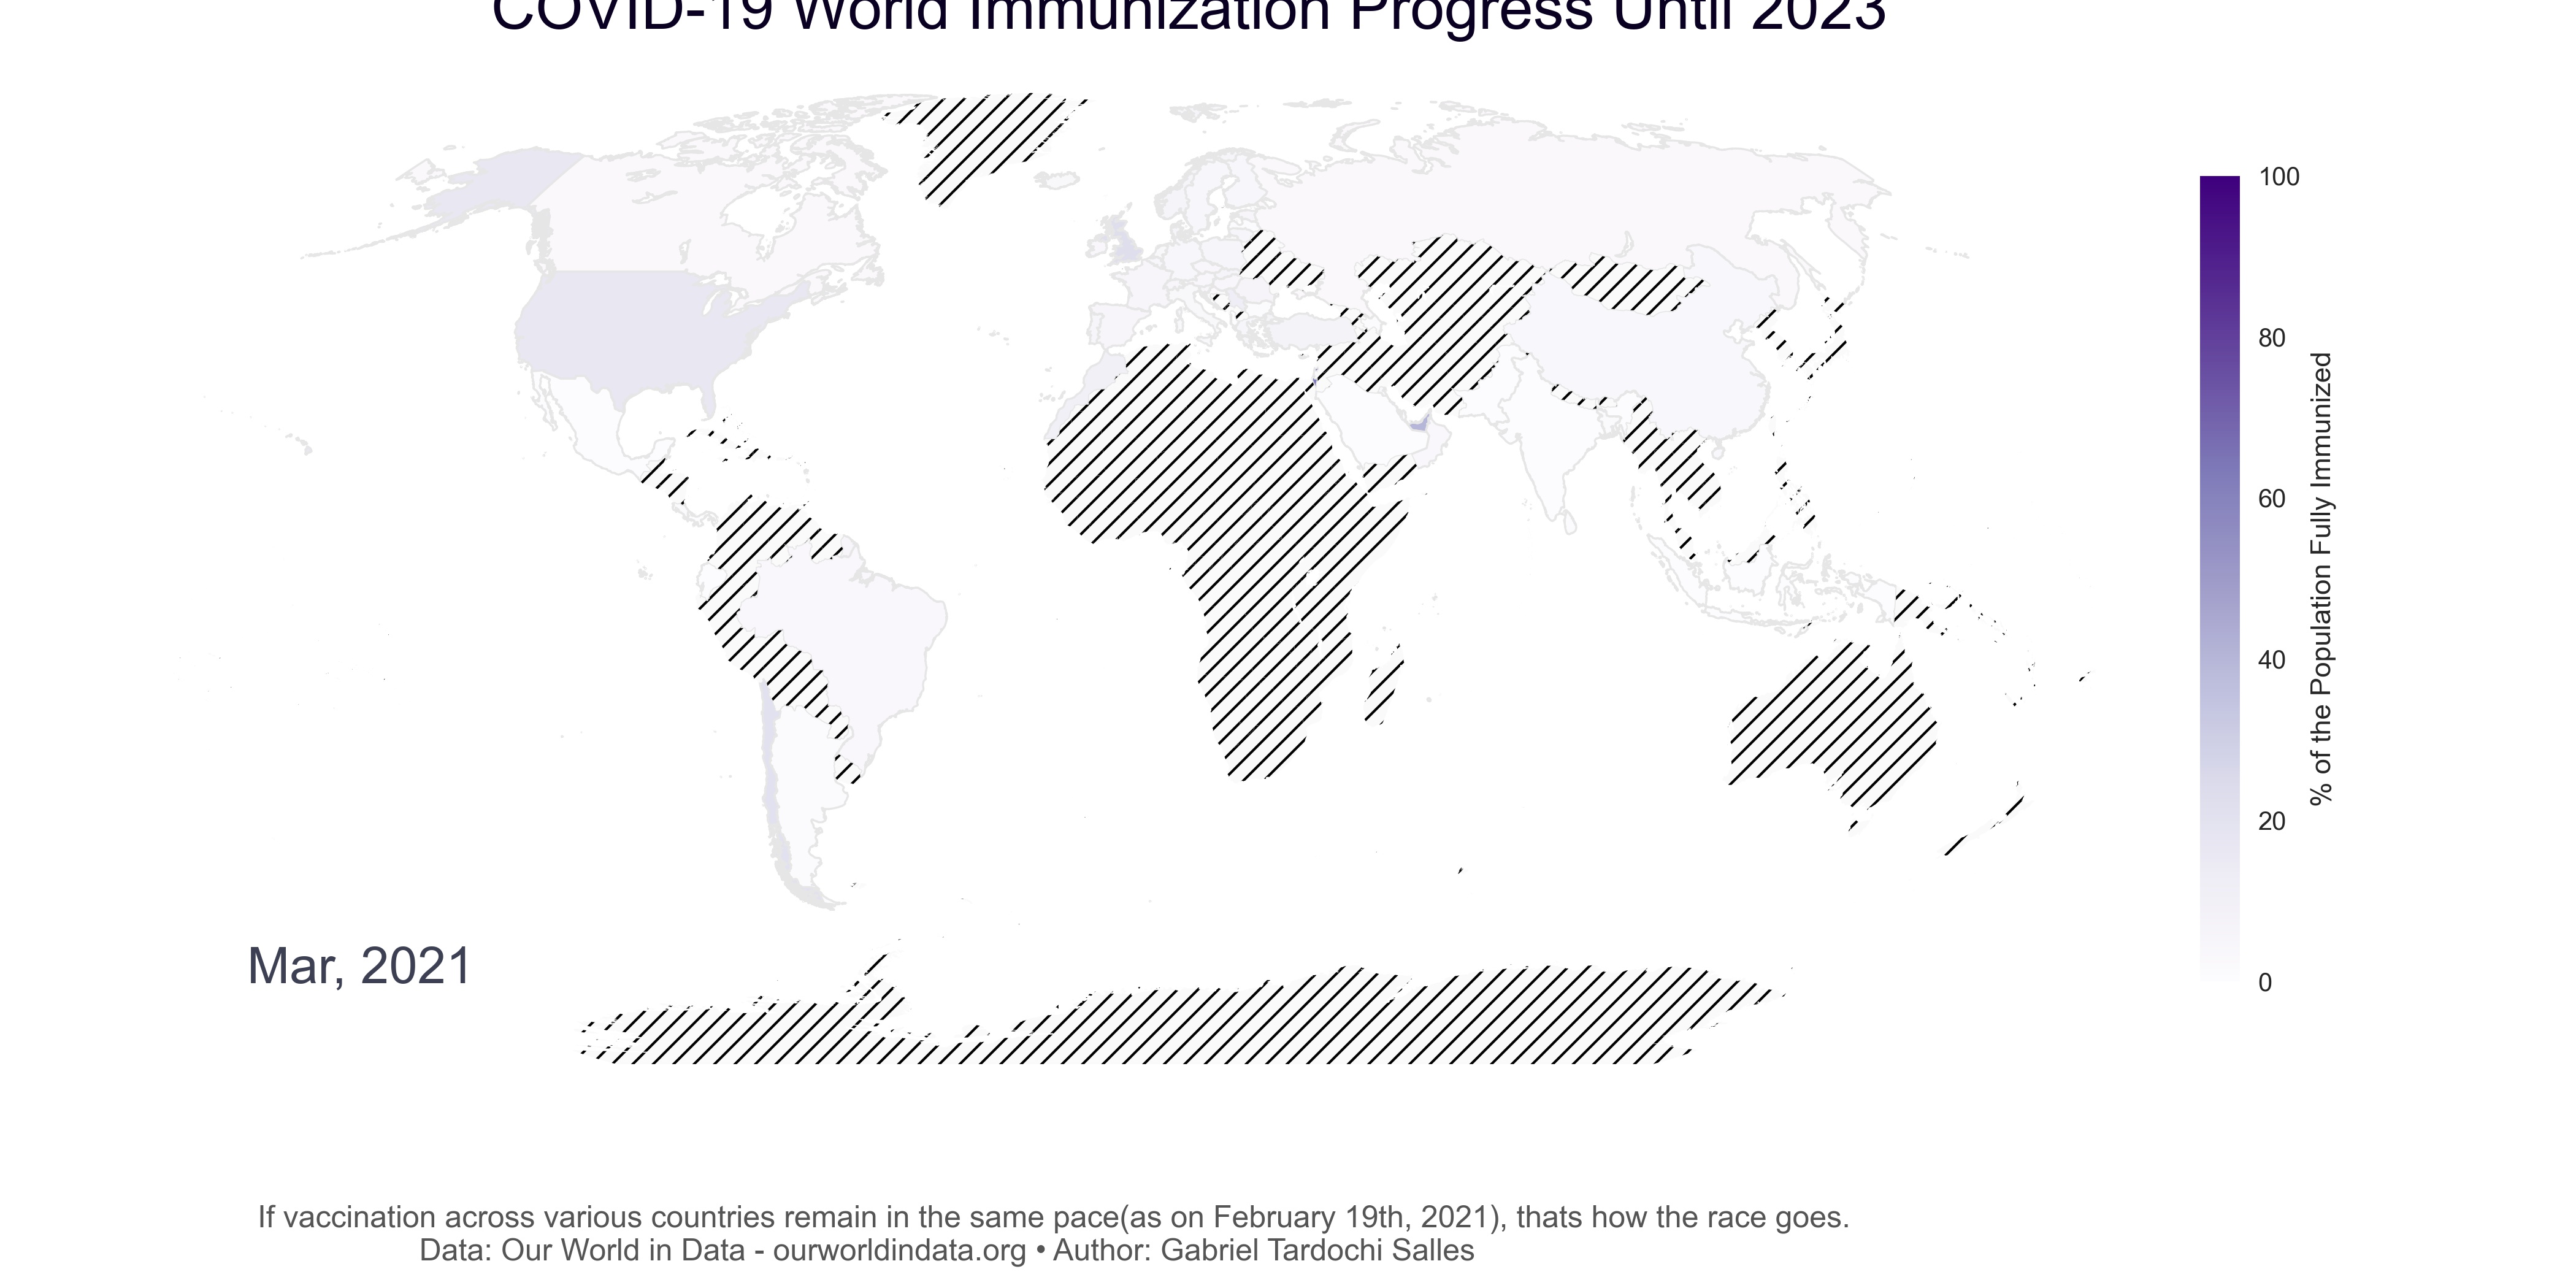 COVID-19 World Immunization Progress Until 2023
100
80
60
40
20
0
% of the Population Fully Immunized
Mar, 2021
If vaccination across various countries remain in the same pace(as on February 19th, 2021), thats how the race goes.
Data: Our World in Data - ourworldindata.org • Author: Gabriel Tardochi Salles